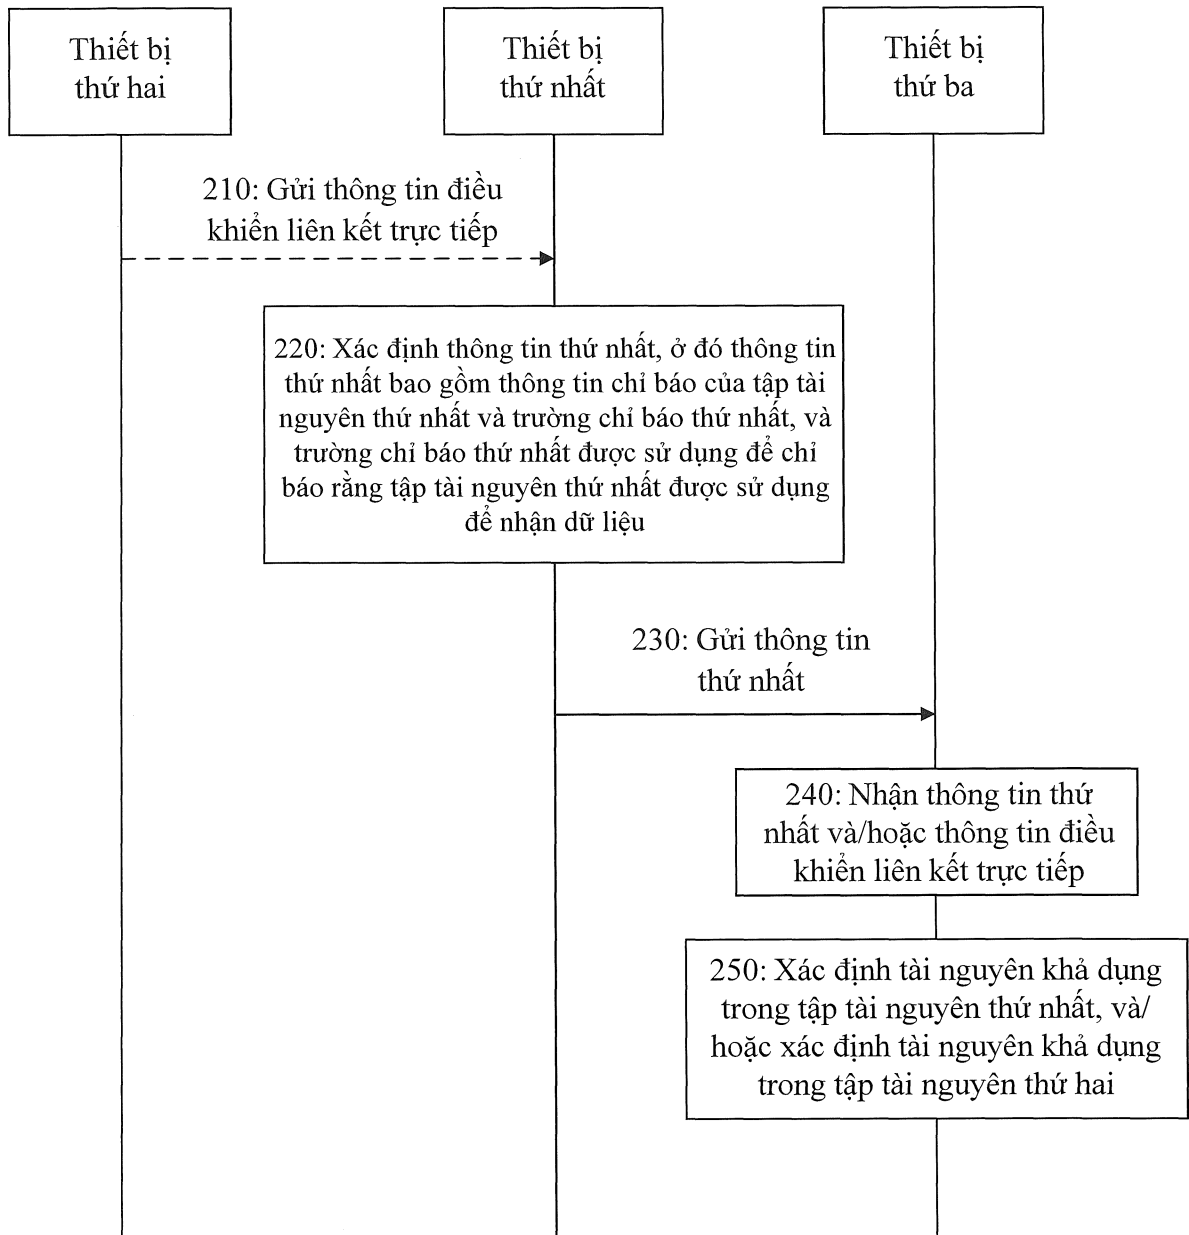 Thiết bị
thứ hai
Thiết bị
thứ nhất
Thiết bị
thứ ba
210: Gửi thông tin điều
khiển liên kết trực tiếp
220: Xác định thông tin thứ nhất, ở đó thông tin
thứ nhất bao gồm thông tin chỉ báo của tập tài
nguyên thứ nhất và trường chỉ báo thứ nhất, và
trường chỉ báo thứ nhất được sử dụng để chỉ
báo rằng tập tài nguyên thứ nhất được sử dụng
để nhận dữ liệu
230: Gửi thông tin
thứ nhất
240: Nhận thông tin thứ
nhất và/hoặc thông tin điều
khiển liên kết trực tiếp
250: Xác định tài nguyên khả dụng
trong tập tài nguyên thứ nhất, và/
hoặc xác định tài nguyên khả dụng
trong tập tài nguyên thứ hai